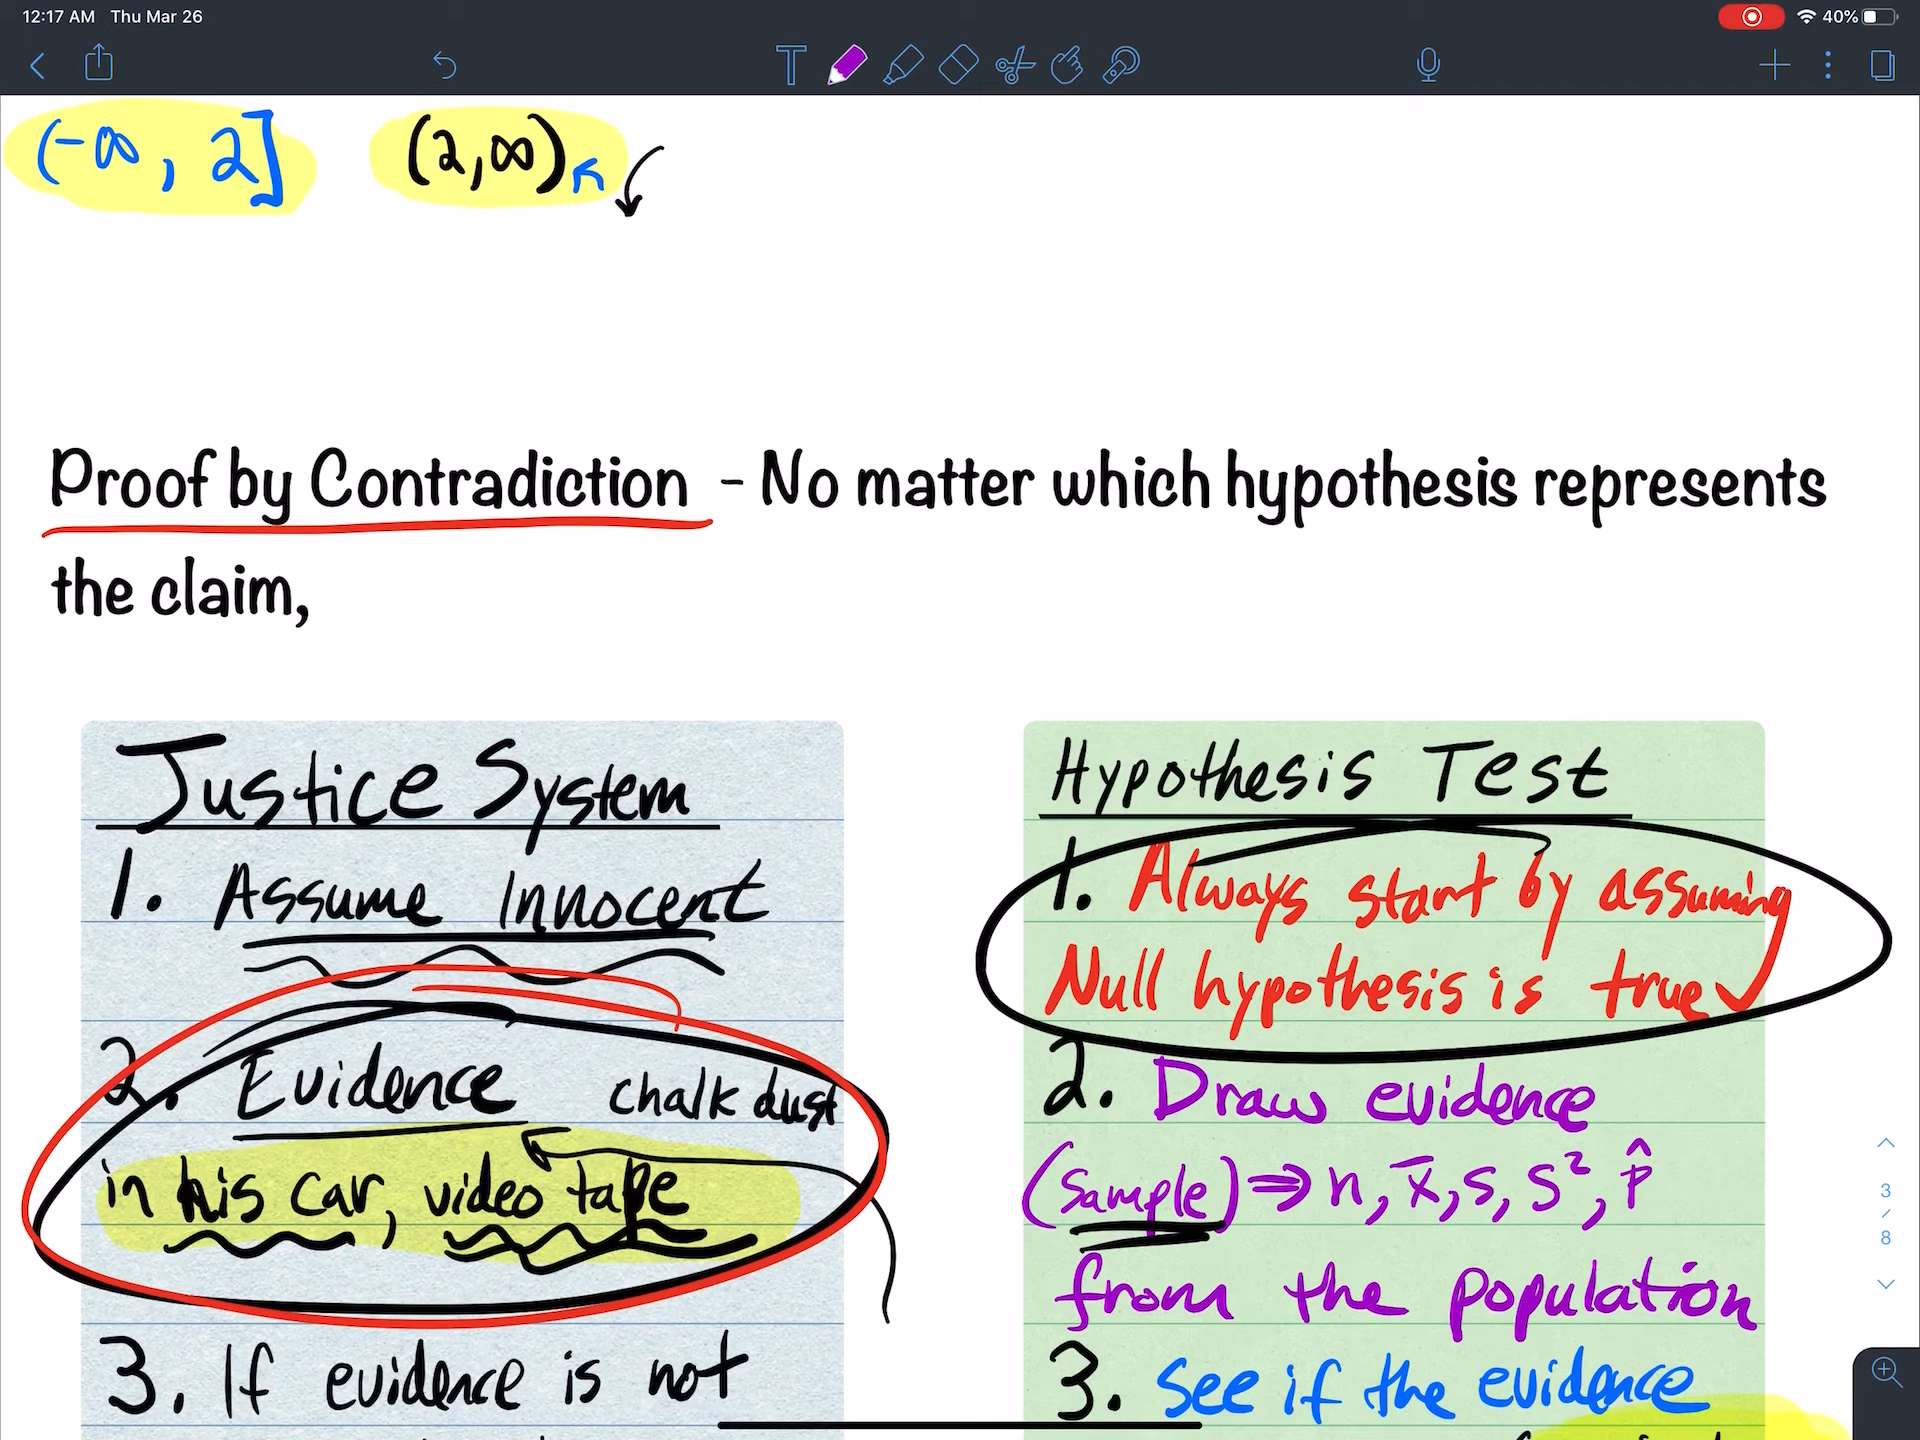 12:17 AM Thu Mar 26
40%
T
(-∞, 2] (2,∞)
Proof by Contradiction - No matter which hypothesis represents
the claim,
Justice System
1. Assume Innocent
2. Evidence chalk dust
in his car, video tape
3. If evidence is not
Hypothesis Test
1. Always start by assuming
Null hypothesis is true
2. Draw evidence
(Sample) ⇒ n, x̄, s, s², p̂
from the population
3. See if the evidence
3
8